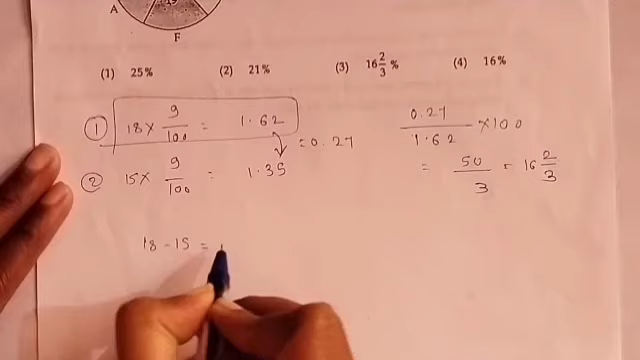 A
F
(1) 25% (2) 21% (3) 16 2/3 % (4) 16%
① 18 × 9/100 = 1.62
= 0.27
② 15 × 9/100 = 1.35
0.27/1.62 × 100
= 50/3 = 16 2/3
18 - 15 =